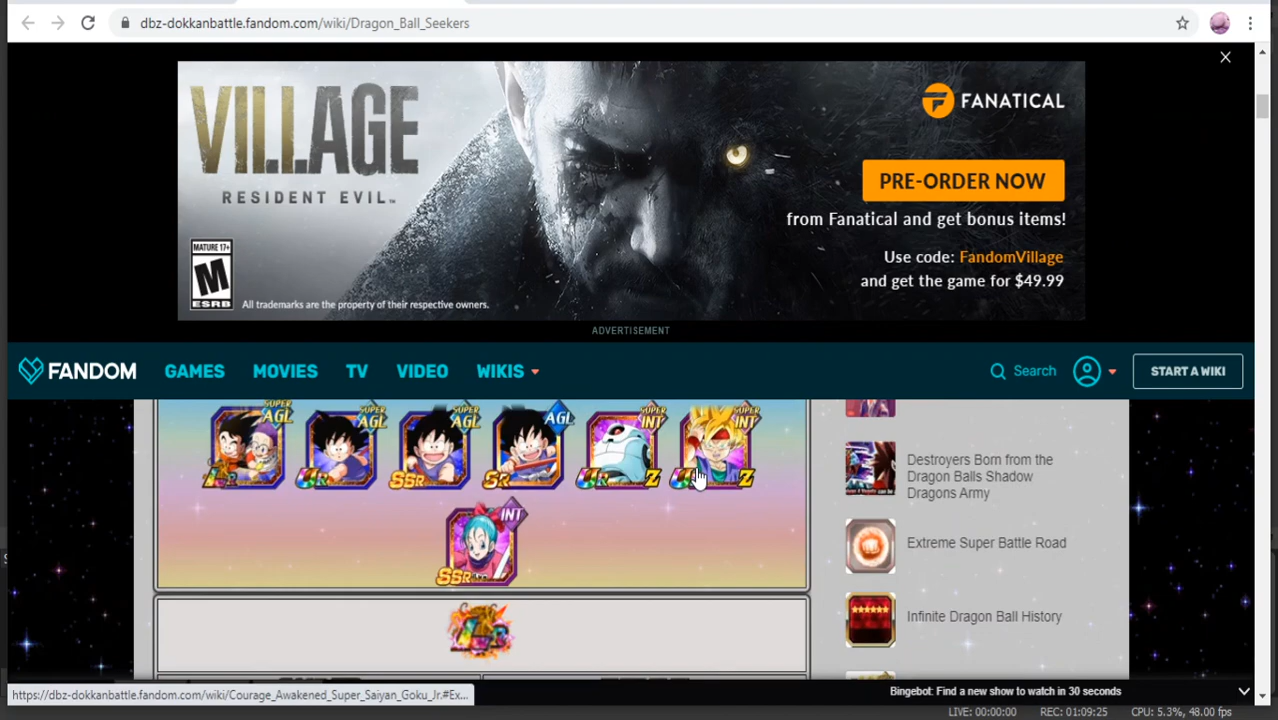 dbz-dokkanbattle.fandom.com/wiki/Dragon_Ball_Seekers
VILLAGE
RESIDENT EVIL™
MATURE 17+
M
ESRB
All trademarks are the property of their respective owners.
FANATICAL
PRE-ORDER NOW
from Fanatical and get bonus items!
Use code: FandomVillage
and get the game for $49.99
ADVERTISEMENT
FANDOM
GAMES
MOVIES
TV
VIDEO
WIKIS
Search
START A WIKI
SUPER AGL
SUPER AGL
SUPER AGL
AGL
SUPER INT
SUPER INT
LR
UR
SSR
SR
UR Z
UR Z
INT
SSR
LR
Destroyers Born from the
Dragon Balls Shadow
Dragons Army
Extreme Super Battle Road
Infinite Dragon Ball History
https://dbz-dokkanbattle.fandom.com/wiki/Courage_Awakened_Super_Saiyan_Goku_Jr.#Ex...
Bingebot: Find a new show to watch in 30 seconds
LIVE: 00:00:00
REC: 01:09:25
CPU: 5.3%, 48.00 fps